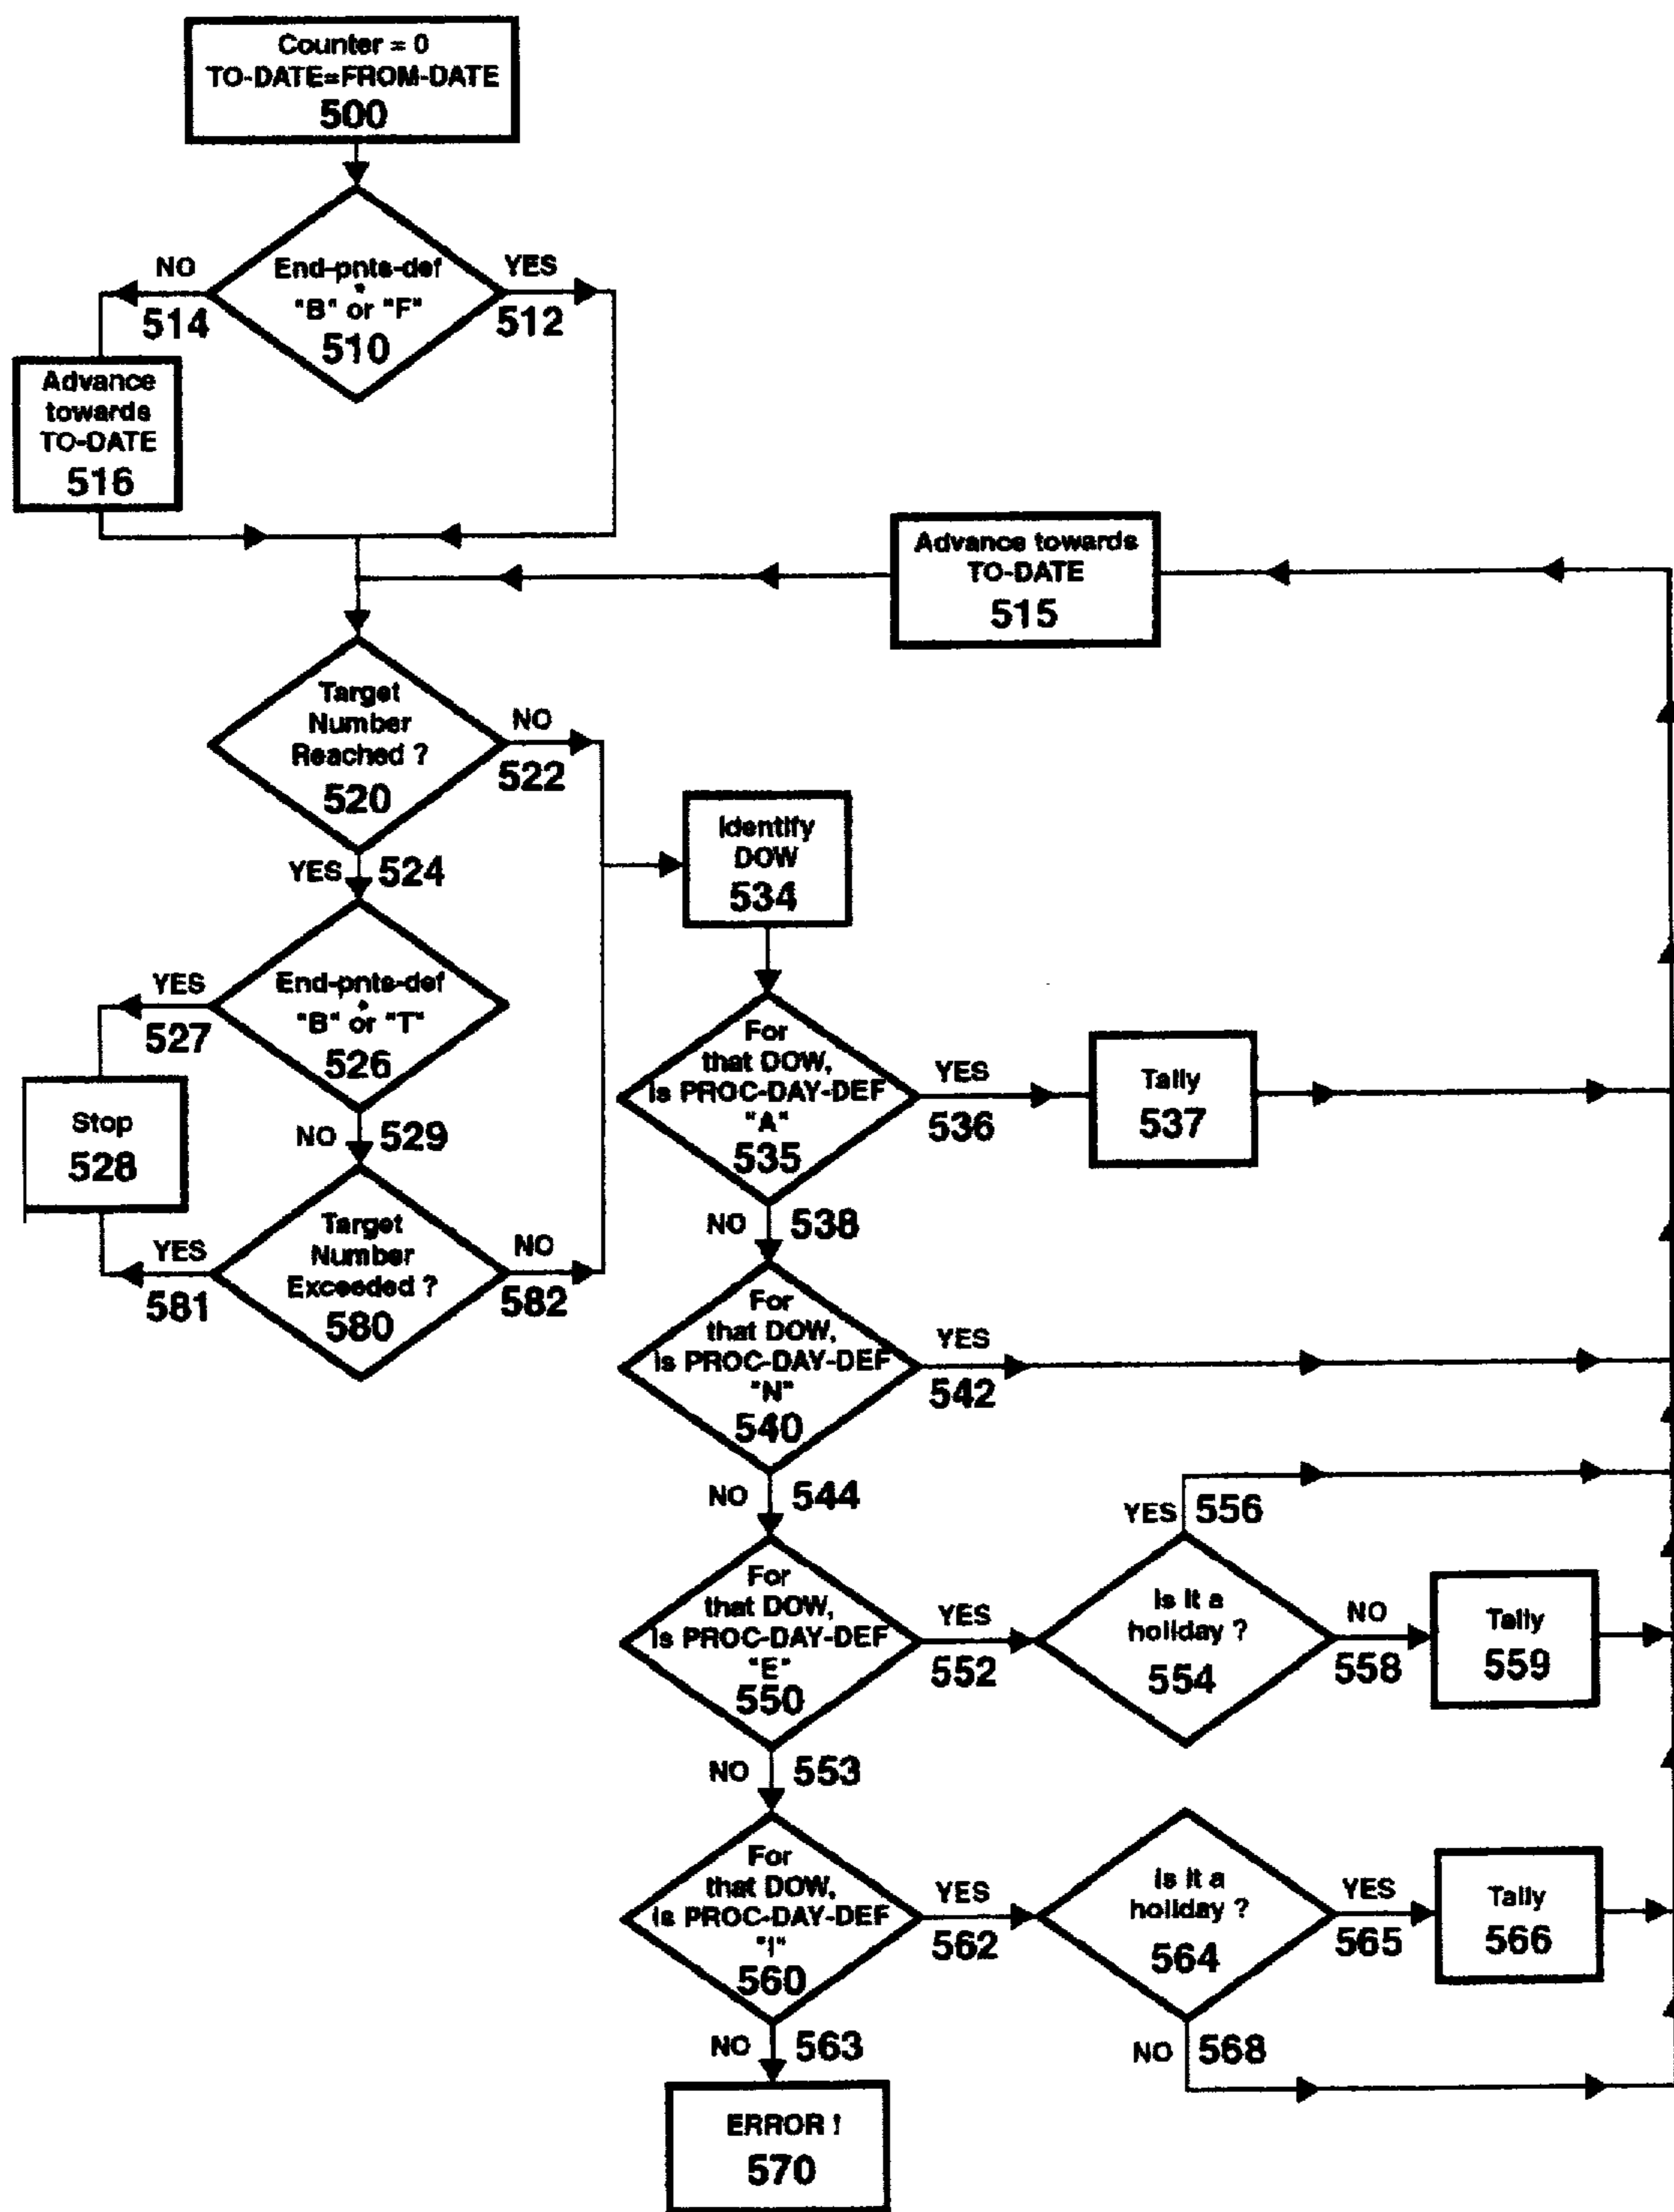 Counter = 0
TO-DATE=FROM-DATE
500
End-pnts-def
"B" or "F"
510
NO
514
YES
512
Advance
towards
TO-DATE
516
Advance towards
TO-DATE
515
Target
Number
Reached ?
520
NO
522
YES
524
Identify
DOW
534
End-pnts-def
"B" or "T"
526
YES
527
Stop
528
NO
529
Target
Number
Exceeded ?
580
YES
581
NO
582
For
that DOW,
is PROC-DAY-DEF
"A"
535
YES
536
Tally
537
NO
538
For
that DOW,
is PROC-DAY-DEF
"N"
540
YES
542
NO
544
For
that DOW,
is PROC-DAY-DEF
"E"
550
YES
552
Is it a
holiday ?
554
YES
556
NO
558
Tally
559
NO
553
For
that DOW,
is PROC-DAY-DEF
"I"
560
YES
562
Is it a
holiday ?
564
YES
565
Tally
566
NO
568
NO
563
ERROR !
570